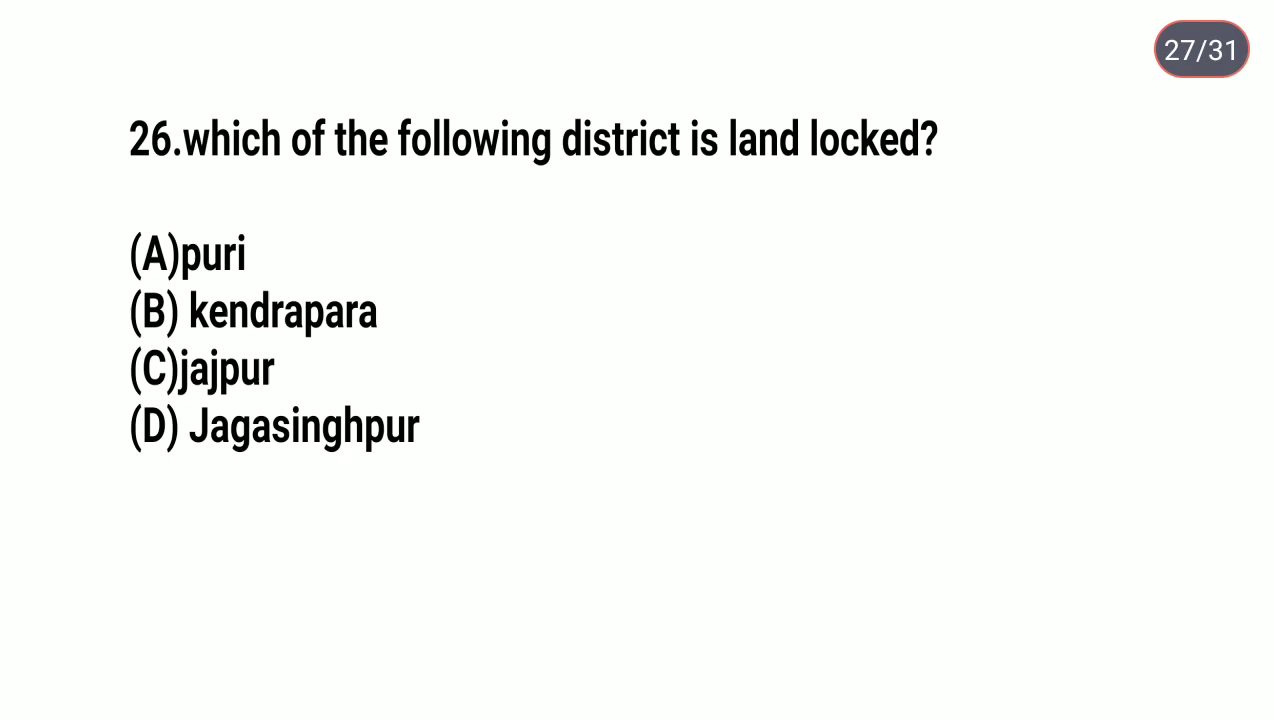 27/31
26.which of the following district is land locked?
(A)puri
(B) kendrapara
(C)jajpur
(D) Jagasinghpur